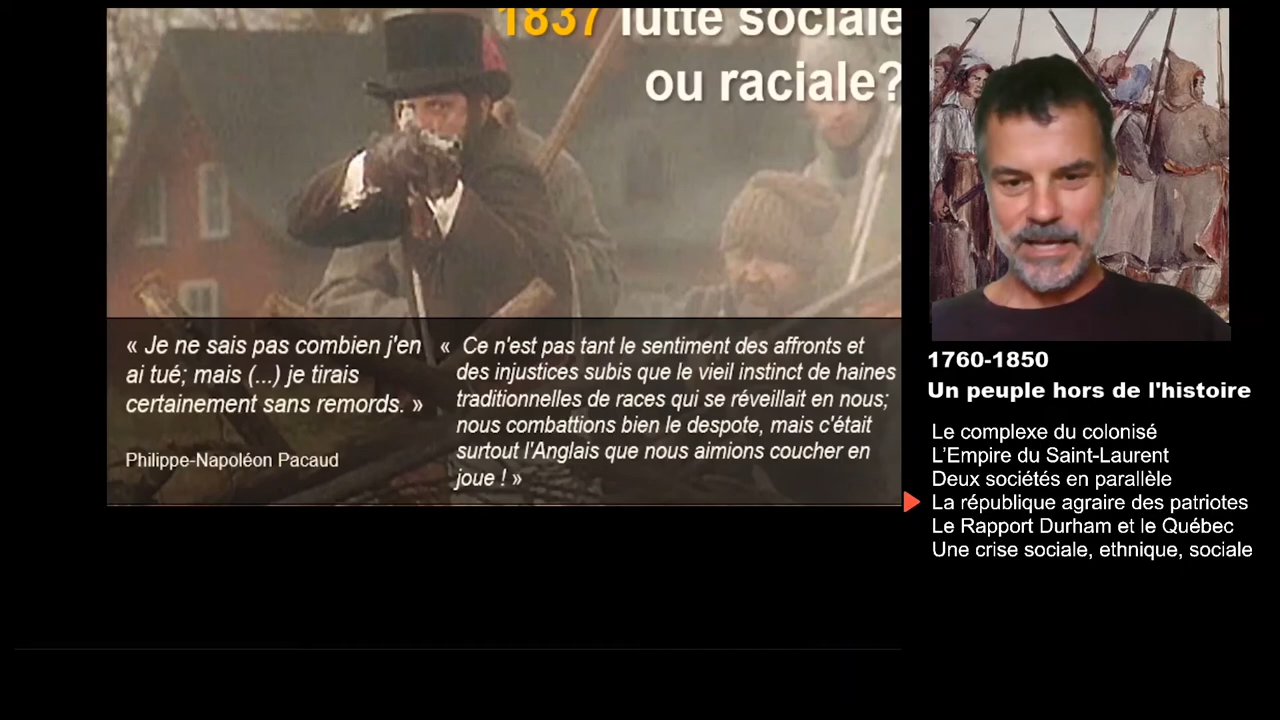 1837 lutte sociale
ou raciale?
« Je ne sais pas combien j'en
ai tué; mais (...) je tirais
certainement sans remords. »
Philippe-Napoléon Pacaud
« Ce n'est pas tant le sentiment des affronts et
des injustices subis que le vieil instinct de haines
traditionnelles de races qui se réveillait en nous;
nous combattions bien le despote, mais c'était
surtout l'Anglais que nous aimions coucher en
joue ! »
1760-1850
Un peuple hors de l'histoire
Le complexe du colonisé
L'Empire du Saint-Laurent
Deux sociétés en parallèle
La république agraire des patriotes
Le Rapport Durham et le Québec
Une crise sociale, ethnique, sociale